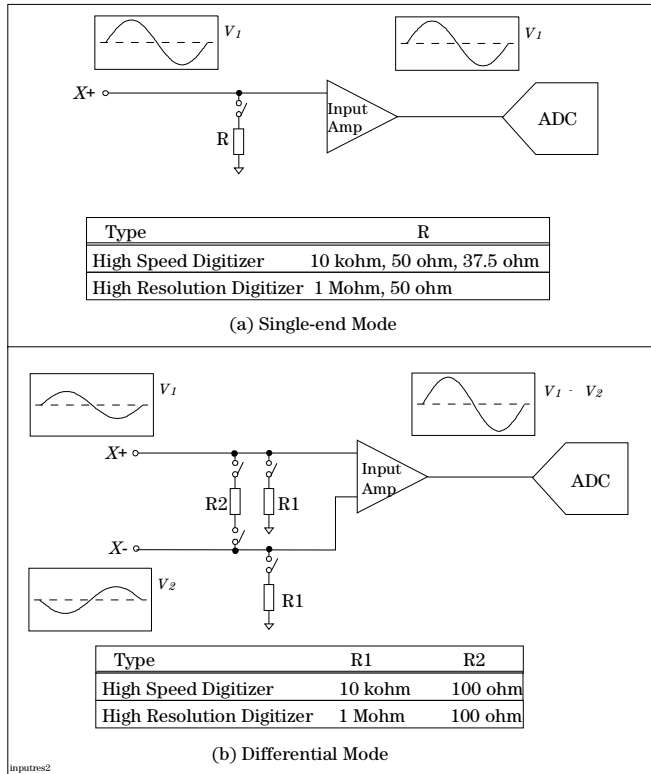 V1 V1
X+
Input
Amp
ADC
R
Type R
High Speed Digitizer 10 kohm, 50 ohm, 37.5 ohm
High Resolution Digitizer 1 Mohm, 50 ohm
(a) Single-end Mode
V1 V1 - V2
X+
Input
Amp
ADC
R2 R1
X-
V2
R1
Type R1 R2
High Speed Digitizer 10 kohm 100 ohm
High Resolution Digitizer 1 Mohm 100 ohm
(b) Differential Mode
inputres2